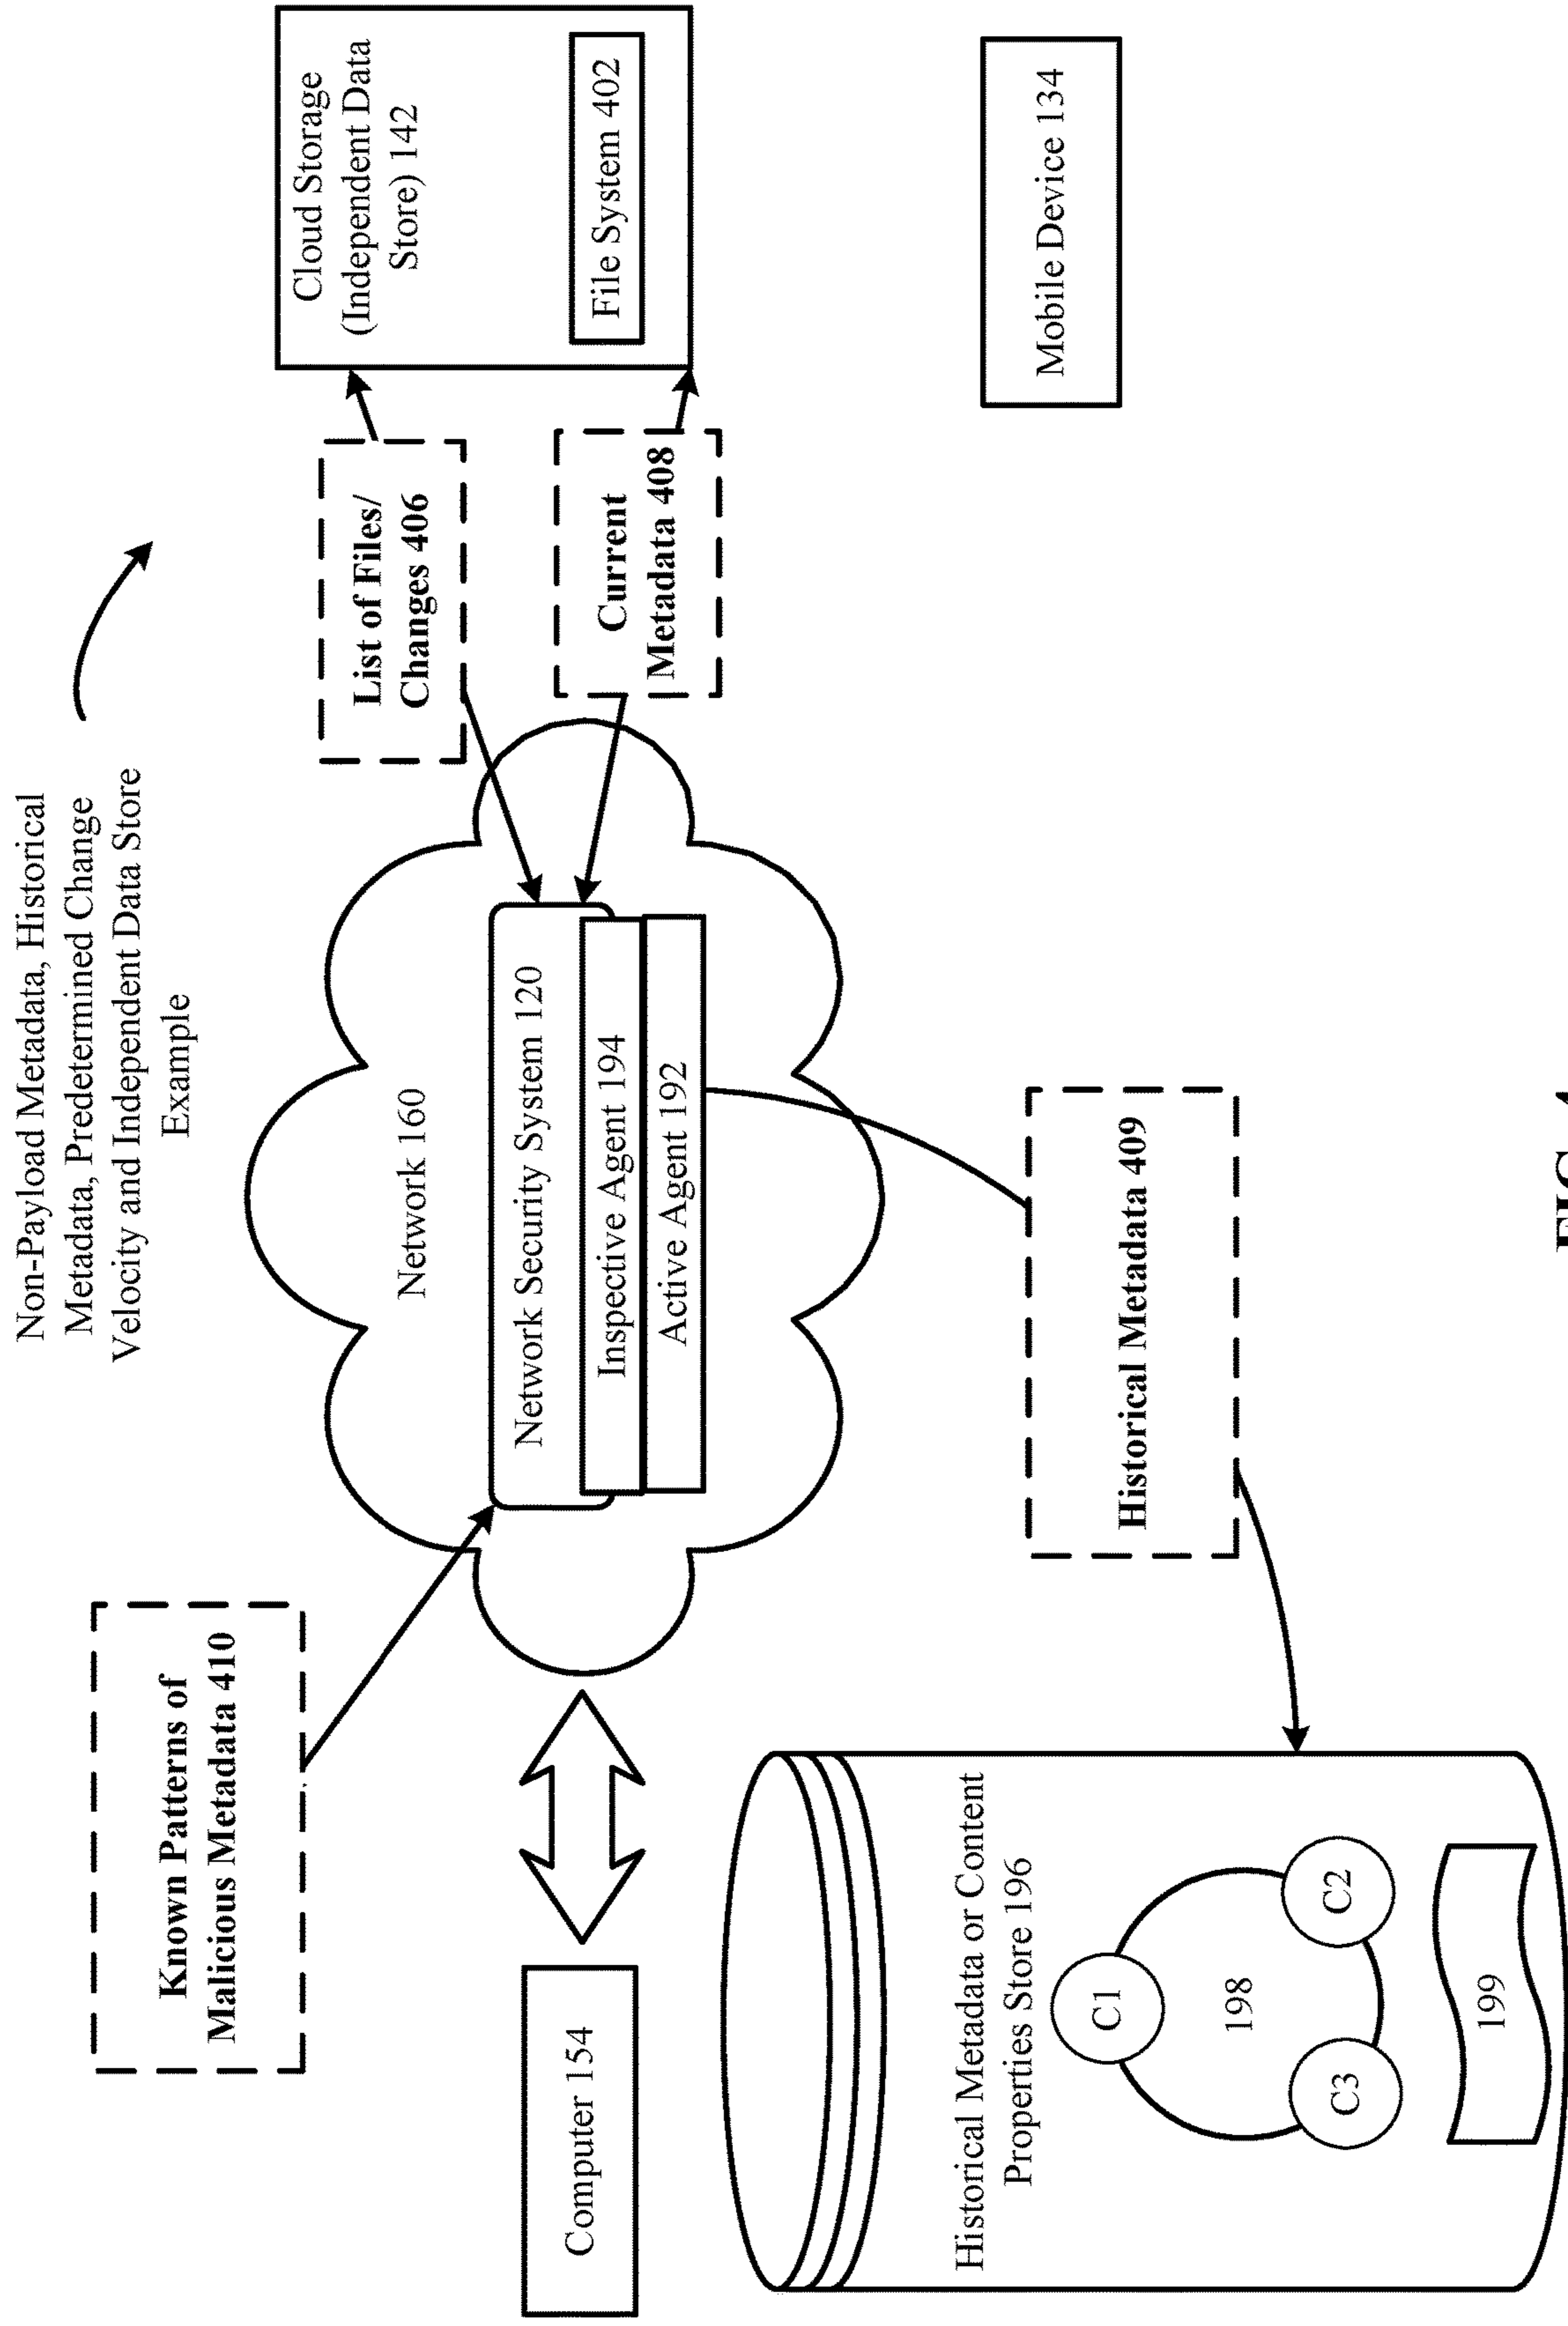 Non-Payload Metadata, Historical
Metadata, Predetermined Change
Velocity and Independent Data Store
Example
Known Patterns of
Malicious Metadata 410
List of Files/
Changes 406
Cloud Storage
(Independent Data
Store) 142
File System 402
Network 160
Network Security System 120
Inspective Agent 194
Active Agent 192
Current
Metadata 408
Computer 154
Historical Metadata or Content
Properties Store 196
C1
198
C2
C3
199
Historical Metadata 409
Mobile Device 134